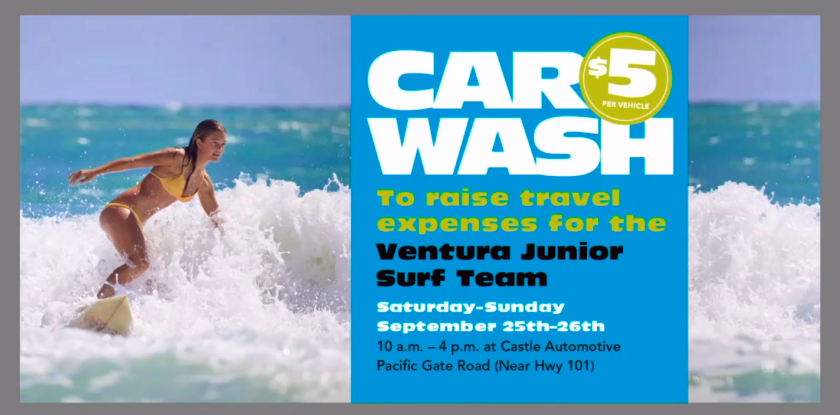 CAR
$5
PER VEHICLE
WASH
To raise travel
expenses for the
Ventura Junior
Surf Team
Saturday-Sunday
September 25th-26th
10 a.m. – 4 p.m. at Castle Automotive
Pacific Gate Road (Near Hwy 101)